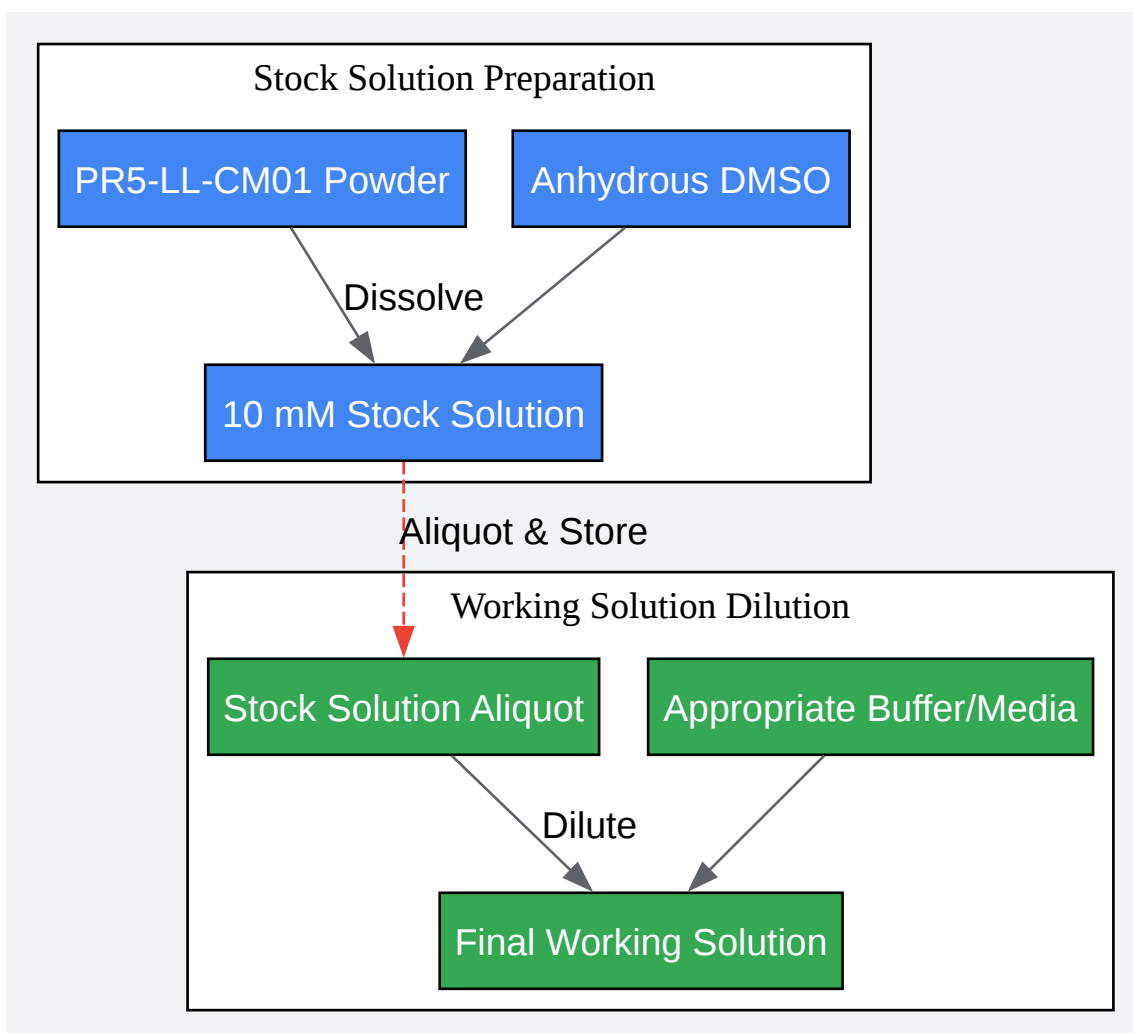 Stock Solution Preparation
PR5-LL-CM01 Powder
Anhydrous DMSO
Dissolve
10 mM Stock Solution
Aliquot & Store
Working Solution Dilution
Stock Solution Aliquot
Appropriate Buffer/Media
Dilute
Final Working Solution